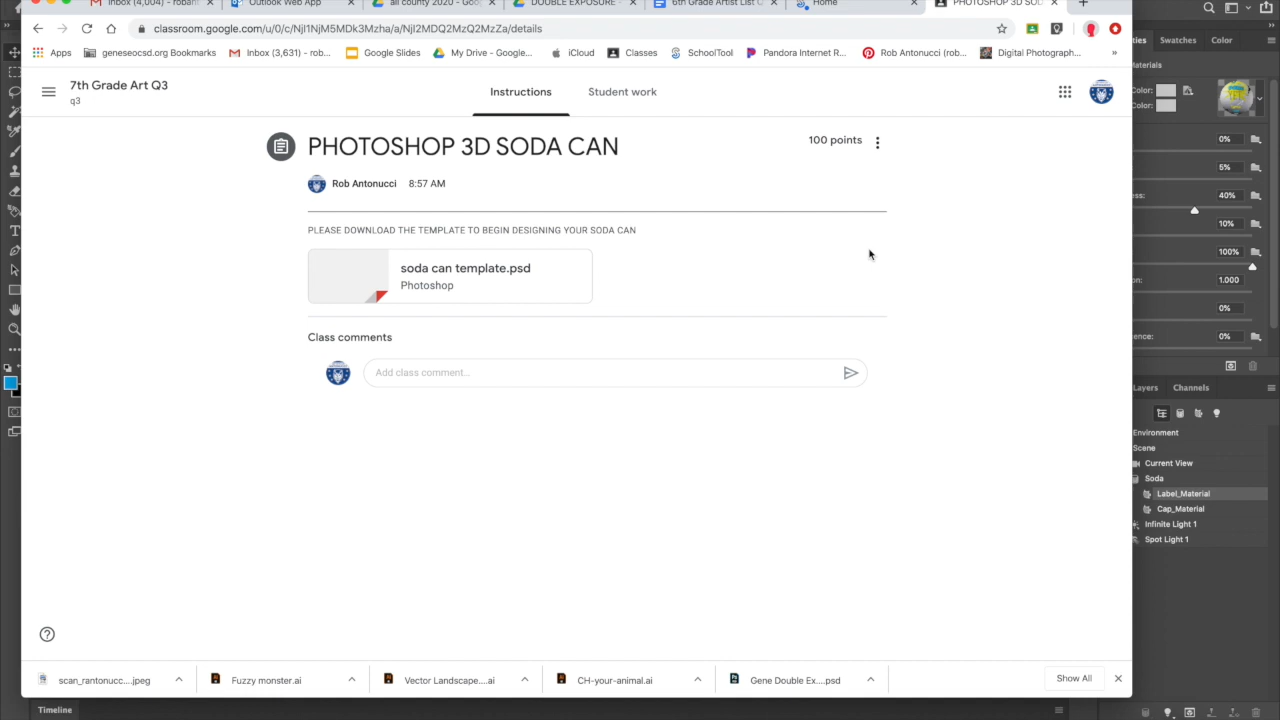 Inbox (4,004) - robant
Outlook Web App
all county 2020 - Goo
DOUBLE EXPOSURE -
6th Grade Artist List Q
Home
PHOTOSHOP 3D SO
classroom.google.com/u/0/c/NjI1NjM5MDk3Mzha/a/NjI2MDQ2MzQ2MzZa/details
Apps
geneseocsd.org Bookmarks
Inbox (3,631) - rob...
Google Slides
My Drive - Google...
iCloud
Classes
SchoolTool
Pandora Internet R...
Rob Antonucci (rob...
Digital Photograph...
»
7th Grade Art Q3
q3
Instructions
Student work
PHOTOSHOP 3D SODA CAN
100 points
Rob Antonucci 8:57 AM
PLEASE DOWNLOAD THE TEMPLATE TO BEGIN DESIGNING YOUR SODA CAN
soda can template.psd
Photoshop
Class comments
Add class comment...
scan_rantonucc....jpeg
Fuzzy monster.ai
Vector Landscape....ai
CH-your-animal.ai
Gene Double Ex....psd
Show All
Timeline
ties
Swatches
Color
Materials
Color:
Color:
0%
5%
ss:
40%
10%
100%
on:
1.000
0%
ence:
0%
Layers
Channels
Environment
Scene
Current View
Soda
Label_Material
Cap_Material
Infinite Light 1
Spot Light 1